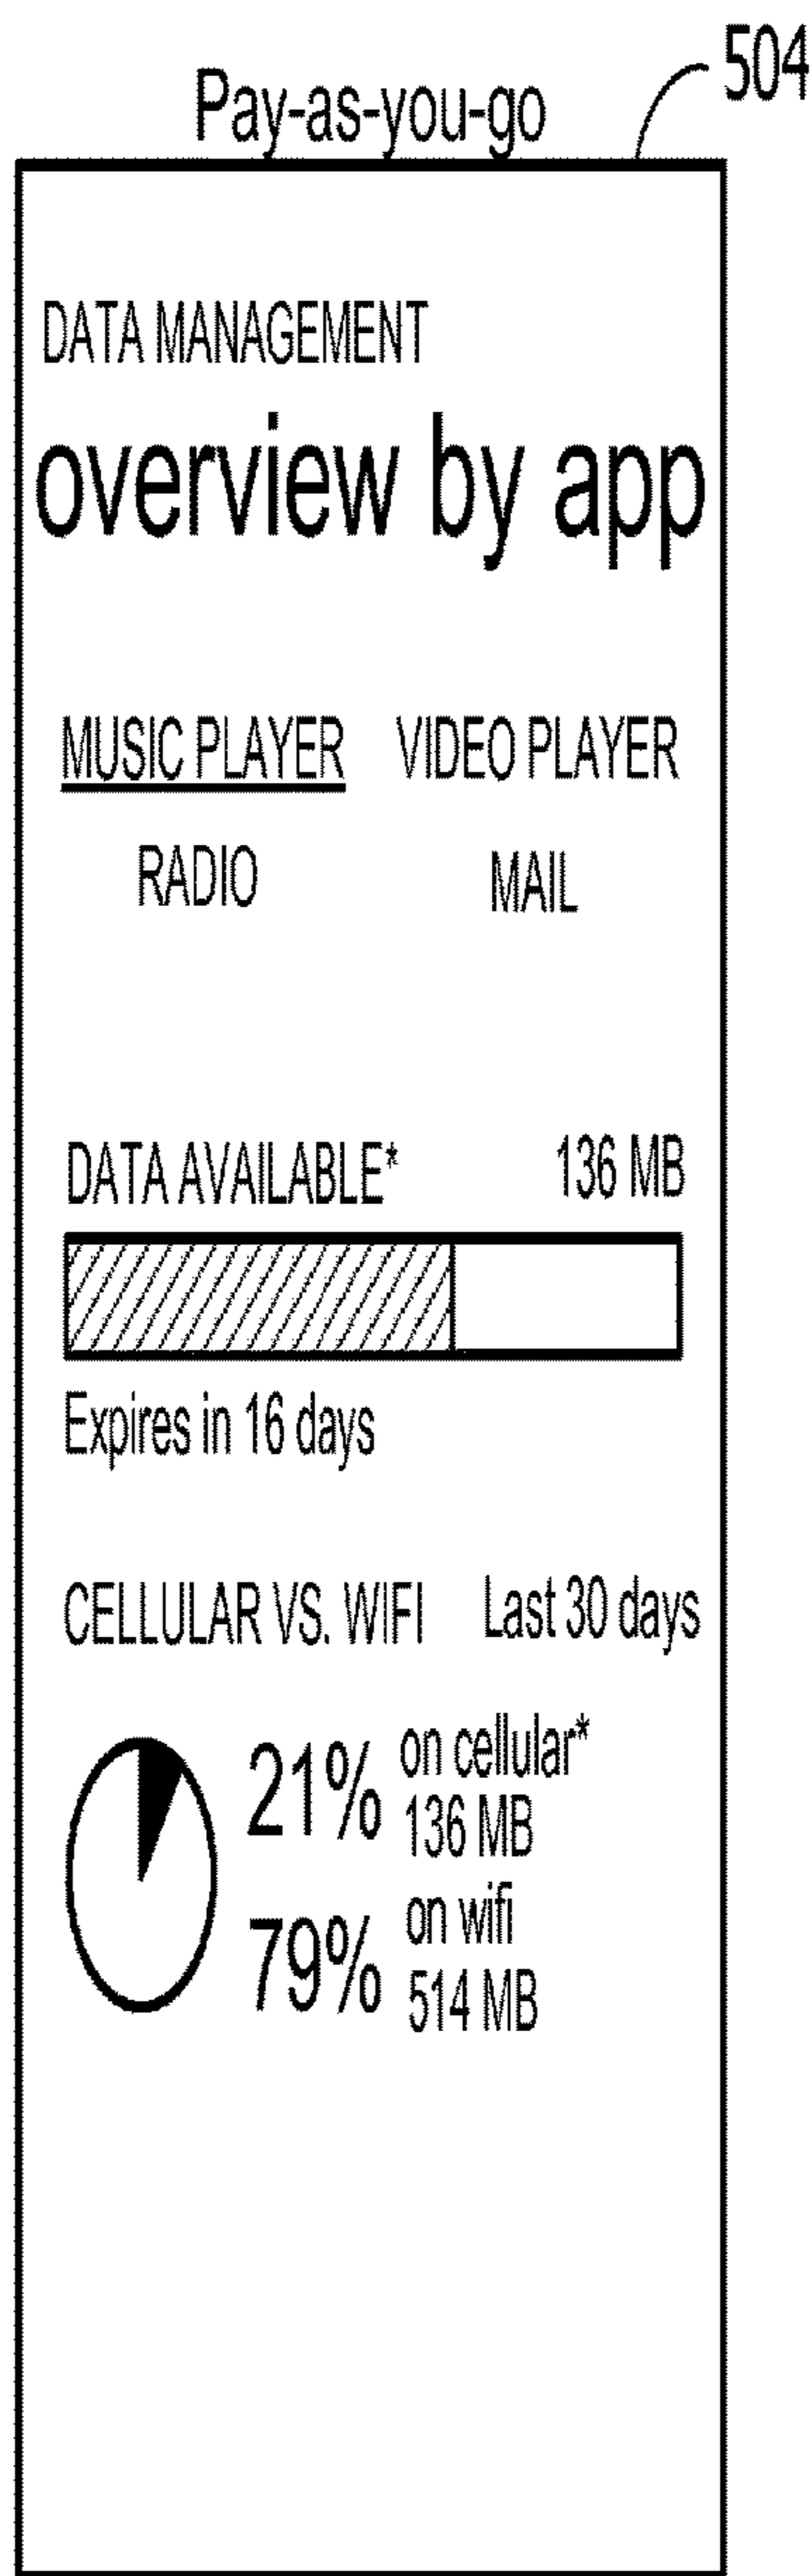 504
Pay-as-you-go
DATA MANAGEMENT
overview by app
MUSIC PLAYER VIDEO PLAYER
RADIO MAIL
DATA AVAILABLE* 136 MB
Expires in 16 days
CELLULAR VS. WIFI Last 30 days
21% on cellular*
136 MB
79% on wifi
514 MB